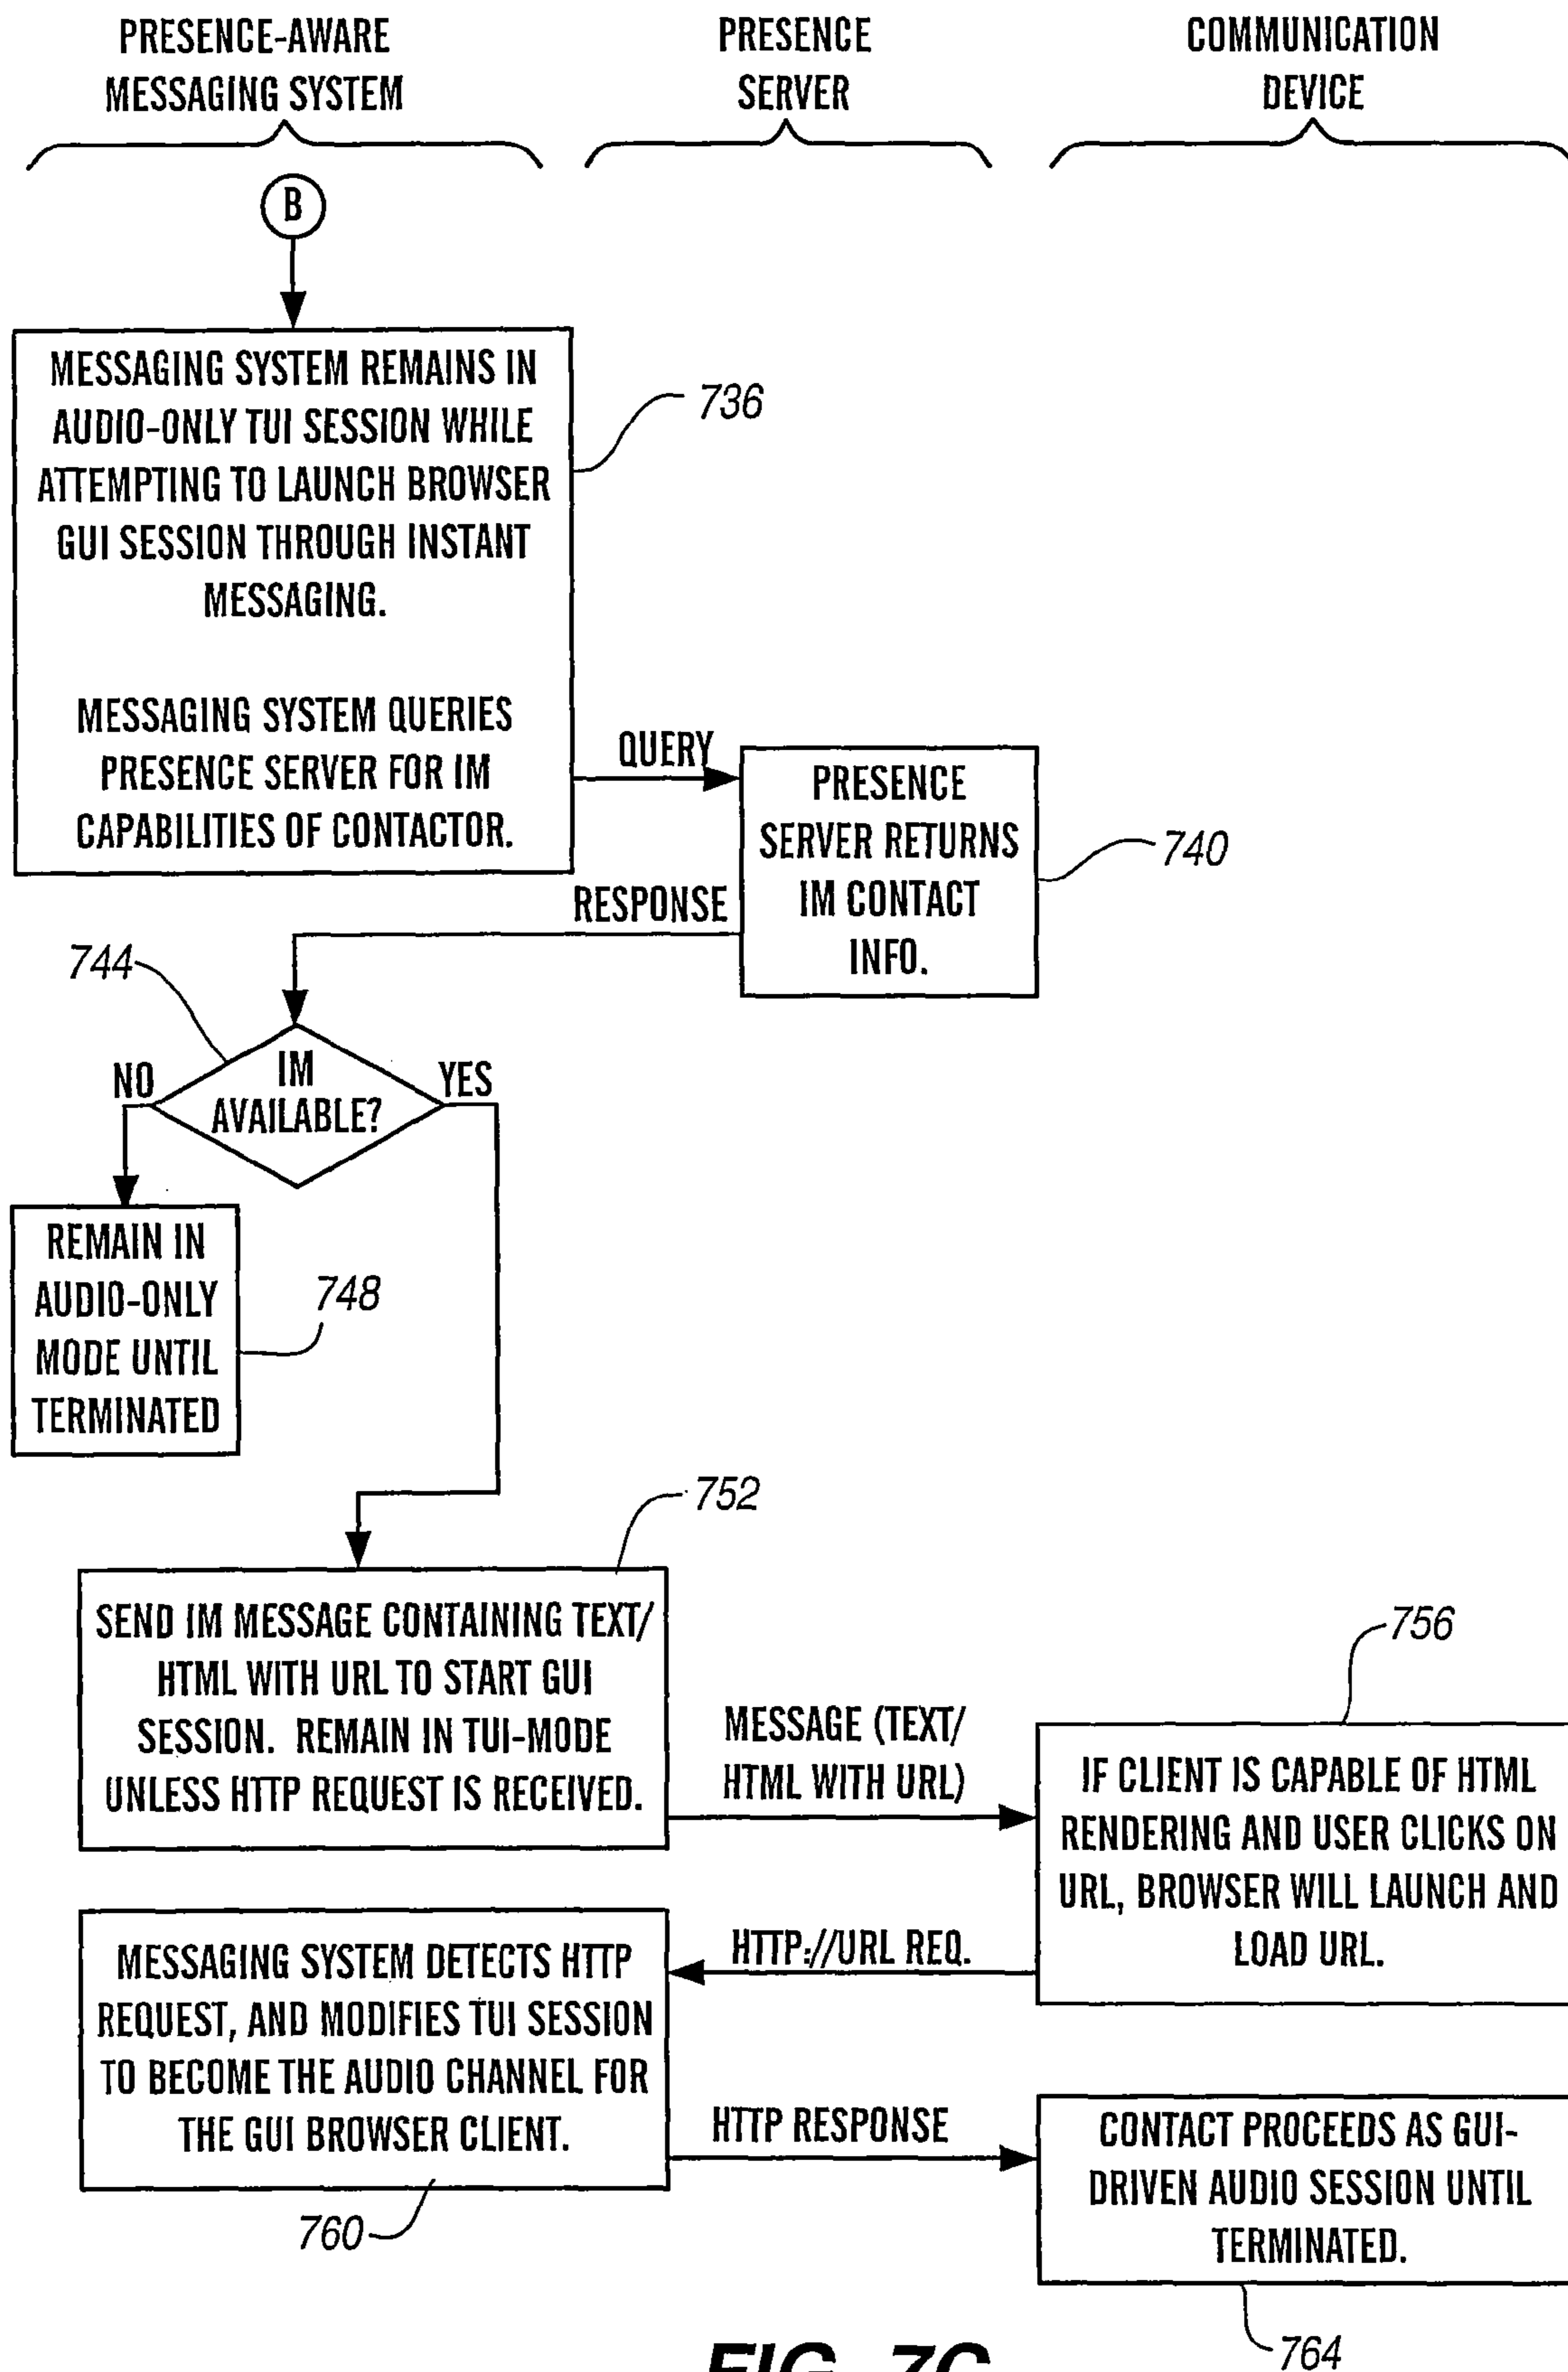 PRESENCE-AWARE
MESSAGING SYSTEM
PRESENCE
SERVER
COMMUNICATION
DEVICE
B
MESSAGING SYSTEM REMAINS IN
AUDIO-ONLY TUI SESSION WHILE
ATTEMPTING TO LAUNCH BROWSER
GUI SESSION THROUGH INSTANT
MESSAGING.
MESSAGING SYSTEM QUERIES
PRESENCE SERVER FOR IM
CAPABILITIES OF CONTACTOR.
736
QUERY
PRESENCE
SERVER RETURNS
IM CONTACT
INFO.
740
RESPONSE
744
IM
AVAILABLE?
NO
YES
REMAIN IN
AUDIO-ONLY
MODE UNTIL
TERMINATED
748
752
SEND IM MESSAGE CONTAINING TEXT/
HTML WITH URL TO START GUI
SESSION. REMAIN IN TUI-MODE
UNLESS HTTP REQUEST IS RECEIVED.
MESSAGE (TEXT/
HTML WITH URL)
756
IF CLIENT IS CAPABLE OF HTML
RENDERING AND USER CLICKS ON
URL, BROWSER WILL LAUNCH AND
LOAD URL.
HTTP://URL REQ.
MESSAGING SYSTEM DETECTS HTTP
REQUEST, AND MODIFIES TUI SESSION
TO BECOME THE AUDIO CHANNEL FOR
THE GUI BROWSER CLIENT.
760
HTTP RESPONSE
CONTACT PROCEEDS AS GUI-
DRIVEN AUDIO SESSION UNTIL
TERMINATED.
764
FIG. 7C